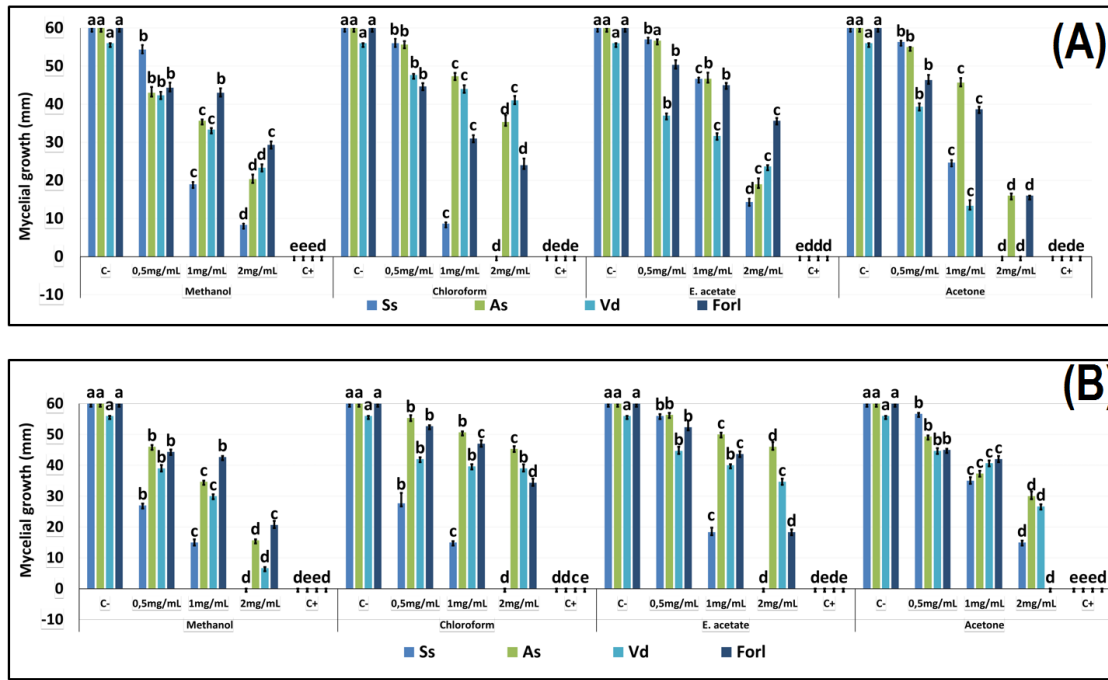 (A)
Mycelial growth (mm)
60
50
40
30
20
10
0
-10
aa a a b b b b c c c b c d d c eeed
aa a a b b b b c c c c d d c d dede
aa a a b a b b c b c b d c c c eddd
aa a a b b b b c b c c d d d d dede
C- 0,5mg/mL 1mg/mL 2mg/mL C+ C- 0,5mg/mL 1mg/mL 2mg/mL C+ C- 0,5mg/mL 1mg/mL 2mg/mL C+ C- 0,5mg/mL 1mg/mL 2mg/mL C+
Methanol Chloroform E. acetate Acetone
Ss As Vd Forl
(B)
Mycelial growth (mm)
60
50
40
30
20
10
0
-10
aa a a b b b b c c c b d d d c deed
aa a a b b b b c b b c d c b d ddce
aa a a bb b b c c b c d d c d dede
aa a a b b bb c c c c d d d d eeed
C- 0,5mg/mL 1mg/mL 2mg/mL C+ C- 0,5mg/mL 1mg/mL 2mg/mL C+ C- 0,5mg/mL 1mg/mL 2mg/mL C+ C- 0,5mg/mL 1mg/mL 2mg/mL C+
Methanol Chloroform E. acetate Acetone
Ss As Vd Forl